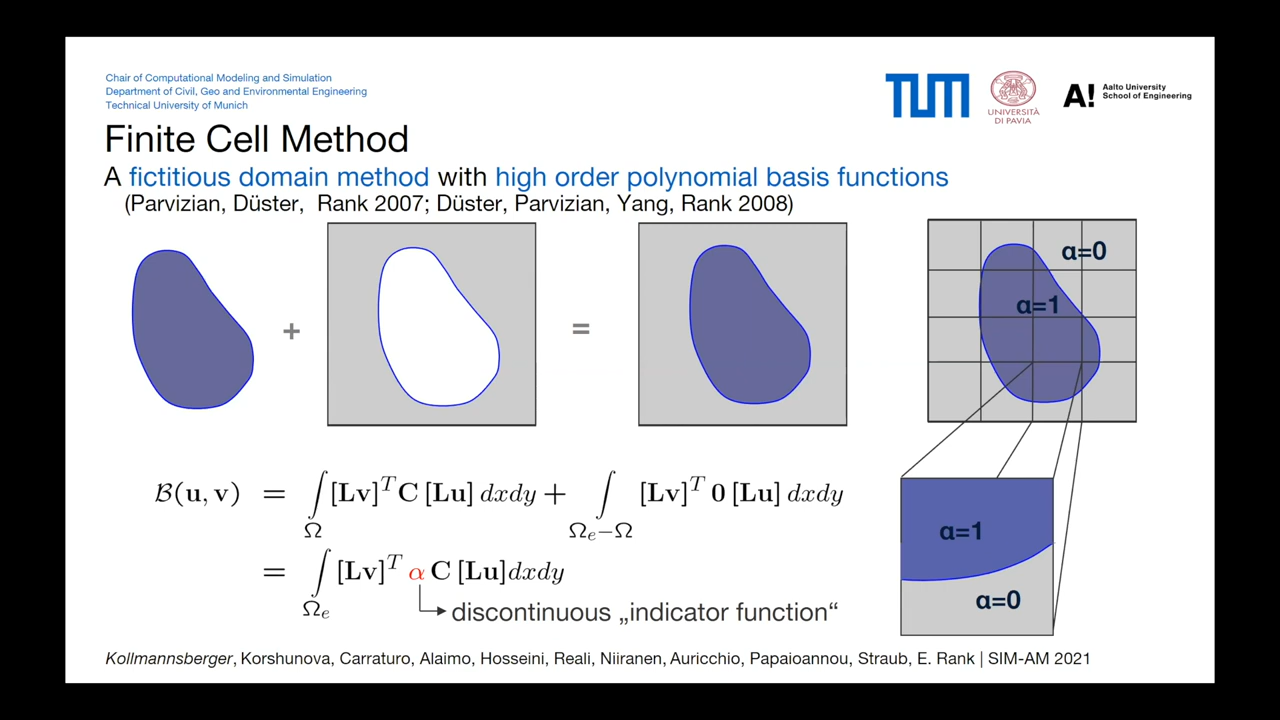 Chair of Computational Modeling and Simulation
Department of Civil, Geo and Environmental Engineering
Technical University of Munich
TUM
UNIVERSITÀ
DI PAVIA
A!
Aalto University
School of Engineering
Finite Cell Method
A fictitious domain method with high order polynomial basis functions
(Parvizian, Düster, Rank 2007; Düster, Parvizian, Yang, Rank 2008)
+
=
α=0
α=1
B(u, v) = ∫_Ω [Lv]^T C [Lu] dxdy + ∫_{Ω_e−Ω} [Lv]^T 0 [Lu] dxdy
= ∫_{Ω_e} [Lv]^T α C [Lu] dxdy
discontinuous „indicator function“
α=1
α=0
Kollmannsberger, Korshunova, Carraturo, Alaimo, Hosseini, Reali, Niiranen, Auricchio, Papaioannou, Straub, E. Rank | SIM-AM 2021